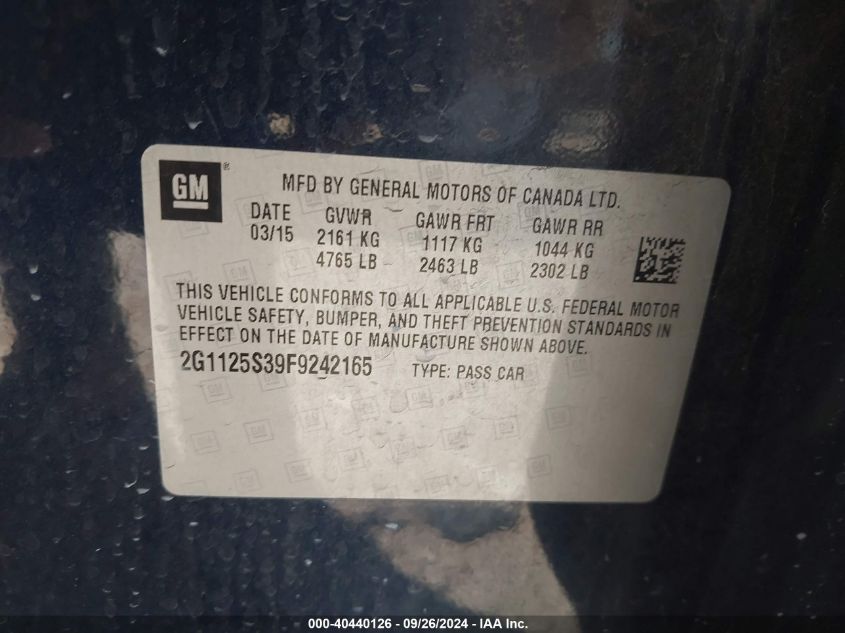 GM ®
MFD BY GENERAL MOTORS OF CANADA LTD.
DATE GVWR GAWR FRT GAWR RR
03/15 2161 KG 1117 KG 1044 KG
4765 LB 2463 LB 2302 LB
THIS VEHICLE CONFORMS TO ALL APPLICABLE U.S. FEDERAL MOTOR
VEHICLE SAFETY, BUMPER, AND THEFT PREVENTION STANDARDS IN
EFFECT ON THE DATE OF MANUFACTURE SHOWN ABOVE.
2G1125S39F9242165 TYPE: PASS CAR
000-40440126 - 09/26/2024 - IAA Inc.